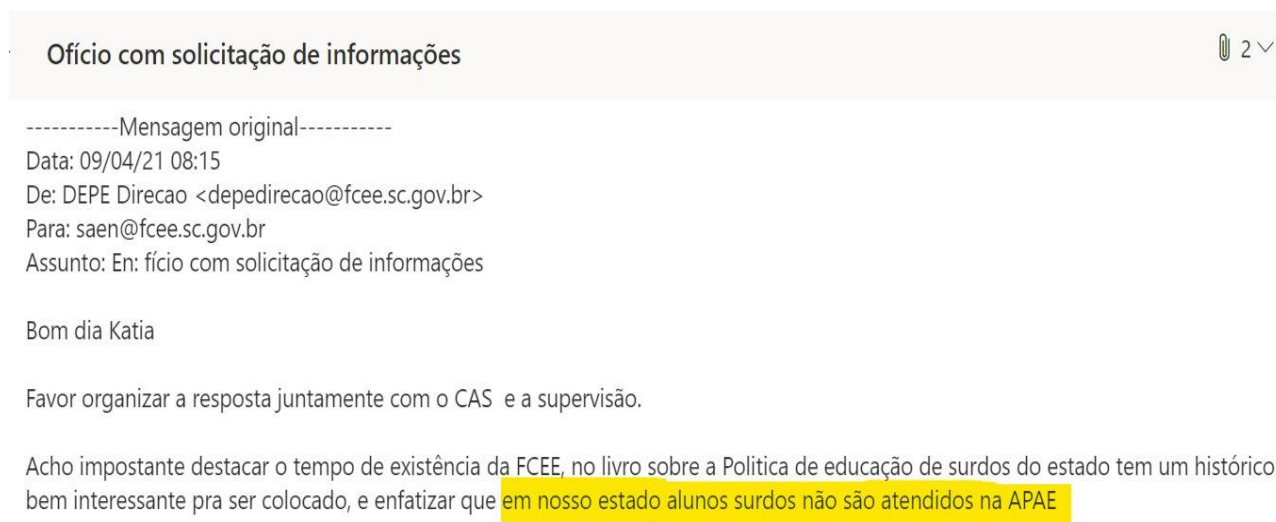 Ofício com solicitação de informações 2
-----------Mensagem original-----------
Data: 09/04/21 08:15
De: DEPE Direcao <depedirecao@fcee.sc.gov.br>
Para: saen@fcee.sc.gov.br
Assunto: En: fício com solicitação de informações
Bom dia Katia
Favor organizar a resposta juntamente com o CAS e a supervisão.
Acho impostante destacar o tempo de existência da FCEE, no livro sobre a Politica de educação de surdos do estado tem um histórico
bem interessante pra ser colocado, e enfatizar que em nosso estado alunos surdos não são atendidos na APAE